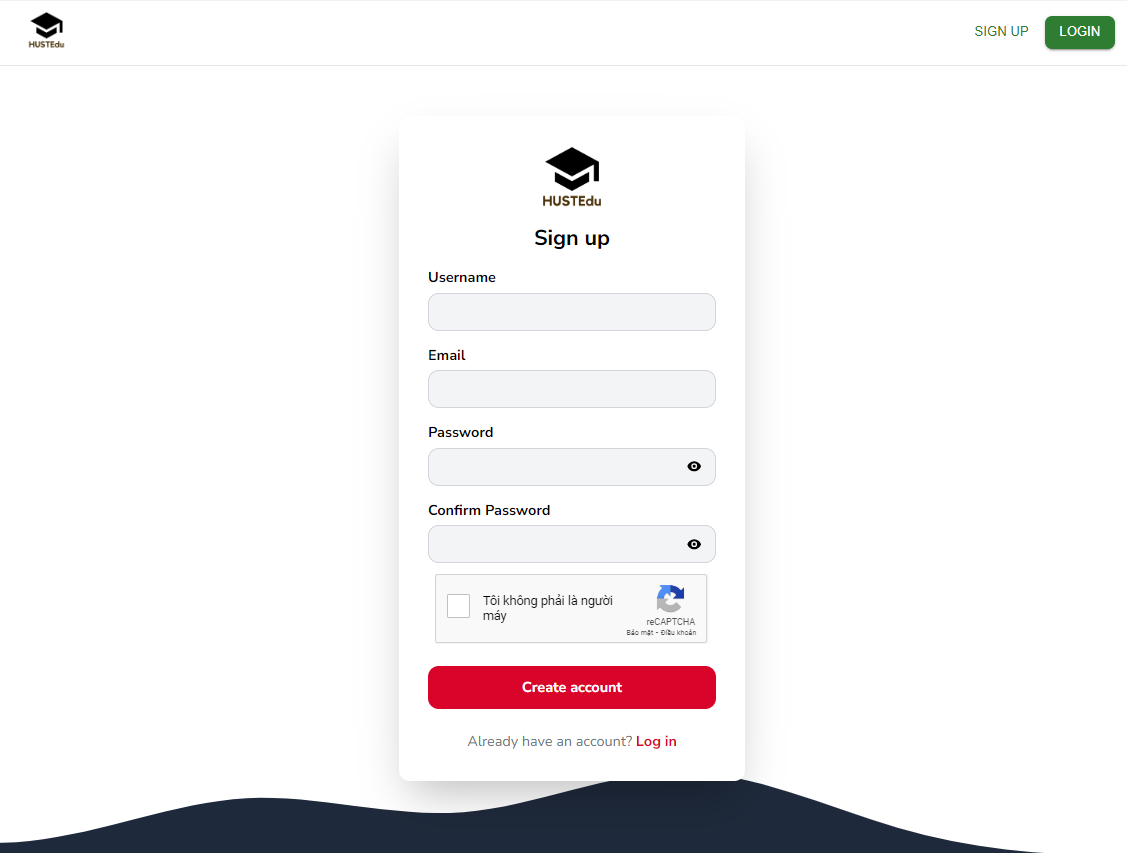 HUSTEdu
SIGN UP
LOGIN
HUSTEdu
Sign up
Username
Email
Password
Confirm Password
Tôi không phải là người
máy
reCAPTCHA
Bảo mật - Điều khoản
Create account
Already have an account? Log in